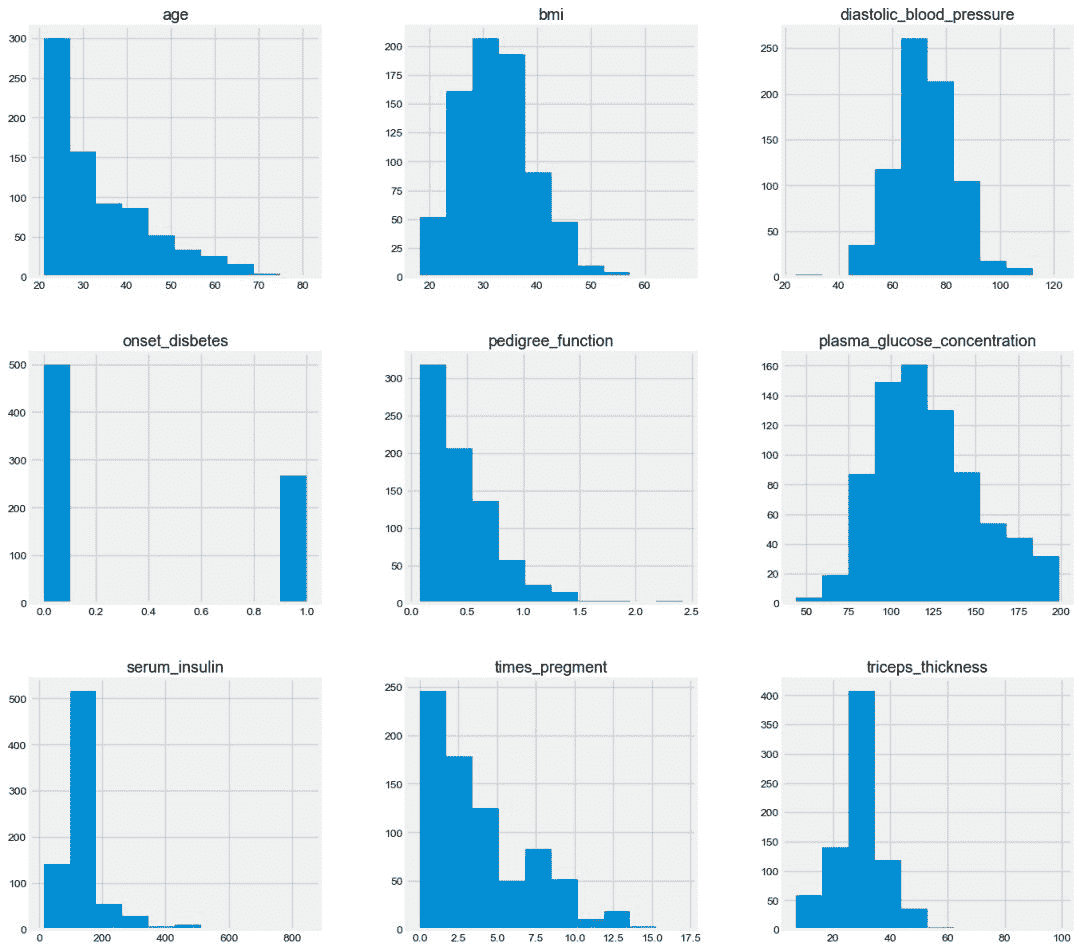 age bmi diastolic_blood_pressure
300 200 250
250 175 200
200 150 150
150 125 100
100 100 50
50 75 0
0 50
25
0
20 30 40 50 60 70 80 20 30 40 50 60 20 40 60 80 100 120
onset_disbetes pedigree_function plasma_glucose_concentration
500 300 160
400 250 140
300 200 120
200 150 100
100 100 80
0 50 60
0 40
20
0
0.0 0.2 0.4 0.6 0.8 1.0 0.0 0.5 1.0 1.5 2.0 2.5 50 75 100 125 150 175 200
serum_insulin times_pregment triceps_thickness
500 250 400
400 200 350
300 150 300
200 100 250
100 50 200
0 0 150
100
50
0
0 200 400 600 800 0.0 2.5 5.0 7.5 10.0 12.5 15.0 17.5 20 40 60 80 100